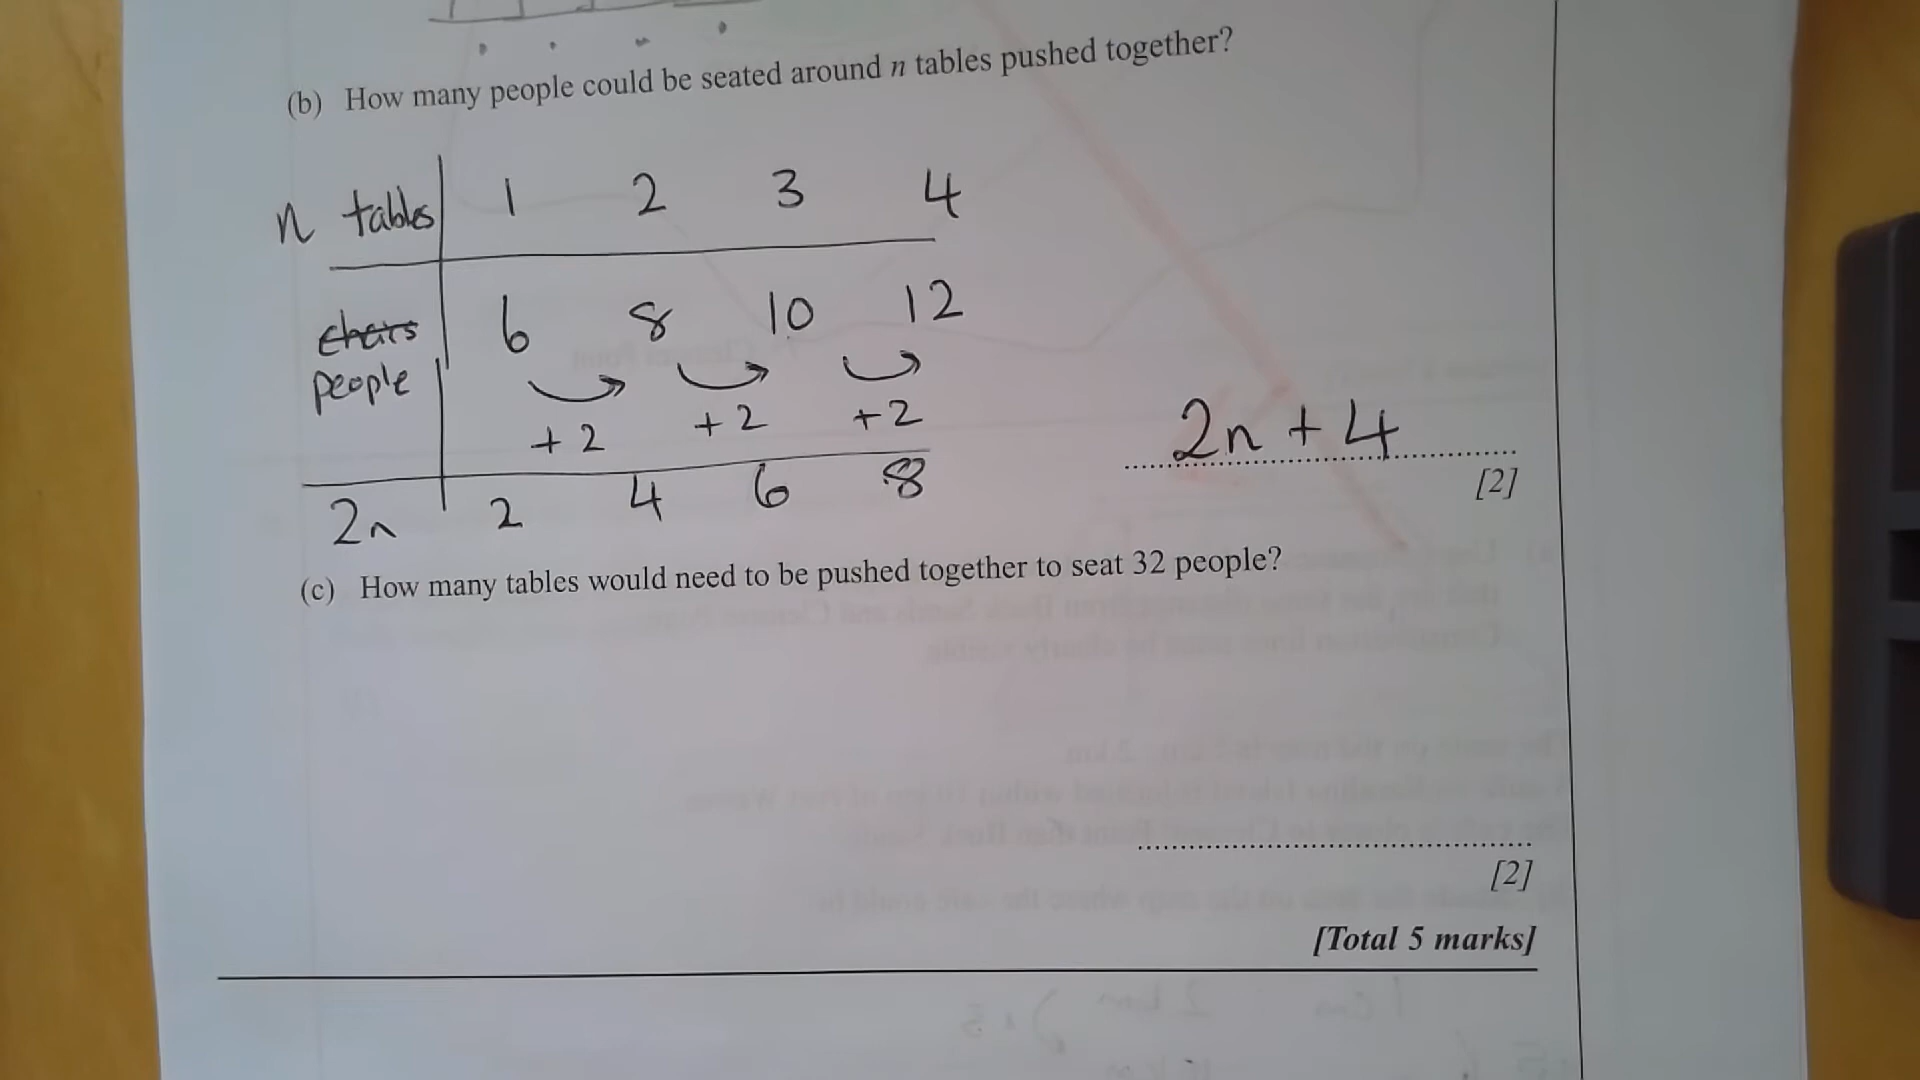 (b) How many people could be seated around n tables pushed together?
n tables 1 2 3 4
chairs 6 8 10 12
people
+2 +2 +2
2n + 4
[2]
2n 2 4 6 8
(c) How many tables would need to be pushed together to seat 32 people?
[2]
[Total 5 marks]